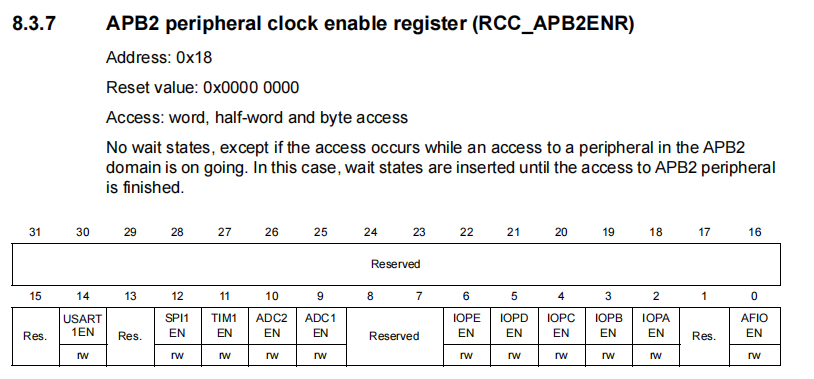 8.3.7 APB2 peripheral clock enable register (RCC_APB2ENR)
Address: 0x18
Reset value: 0x0000 0000
Access: word, half-word and byte access
No wait states, except if the access occurs while an access to a peripheral in the APB2
domain is on going. In this case, wait states are inserted until the access to APB2 peripheral
is finished.
31 30 29 28 27 26 25 24 23 22 21 20 19 18 17 16
Reserved
15 14 13 12 11 10 9 8 7 6 5 4 3 2 1 0
Res. USART 1EN Res. SPI1 EN TIM1 EN ADC2 EN ADC1 EN Reserved IOPE EN IOPD EN IOPC EN IOPB EN IOPA EN Res. AFIO EN
rw rw rw rw rw rw rw rw rw rw rw